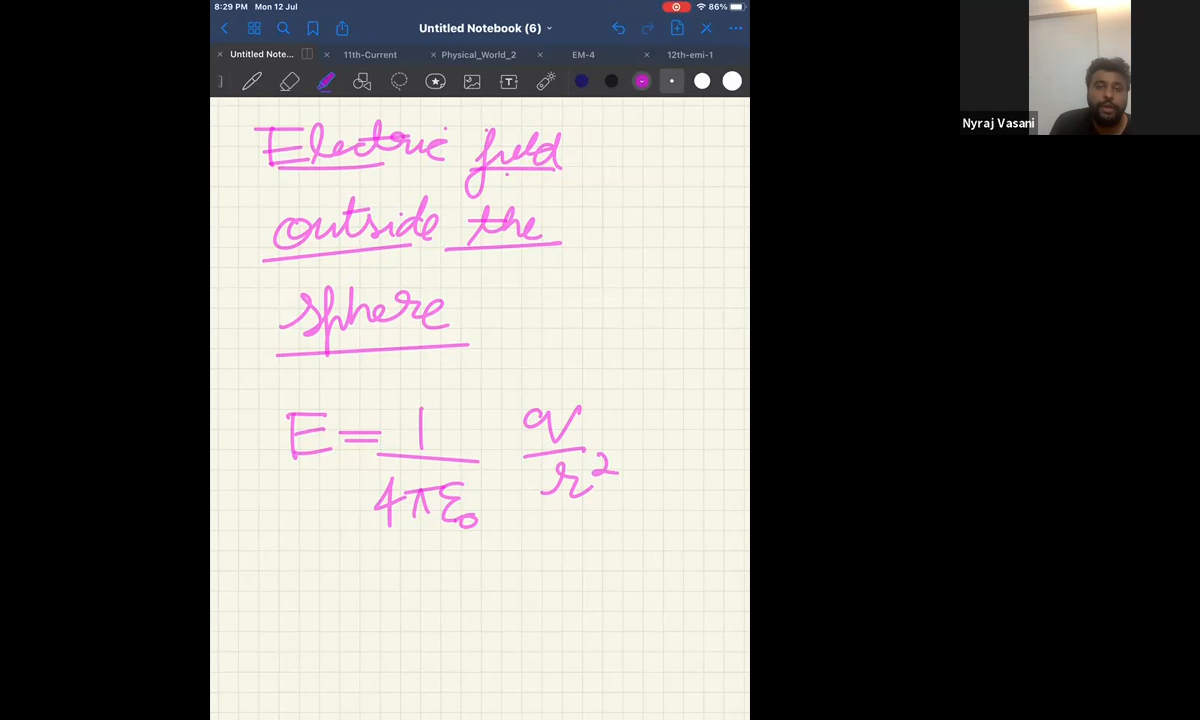 8:29 PM Mon 12 Jul
86%
Untitled Notebook (6)
Untitled Note...
11th-Current
Physical_World_2
EM-4
12th-emi-1
Nyraj Vasani
Electric field
outside the
sphere
E = 1 q
4πε₀ r²